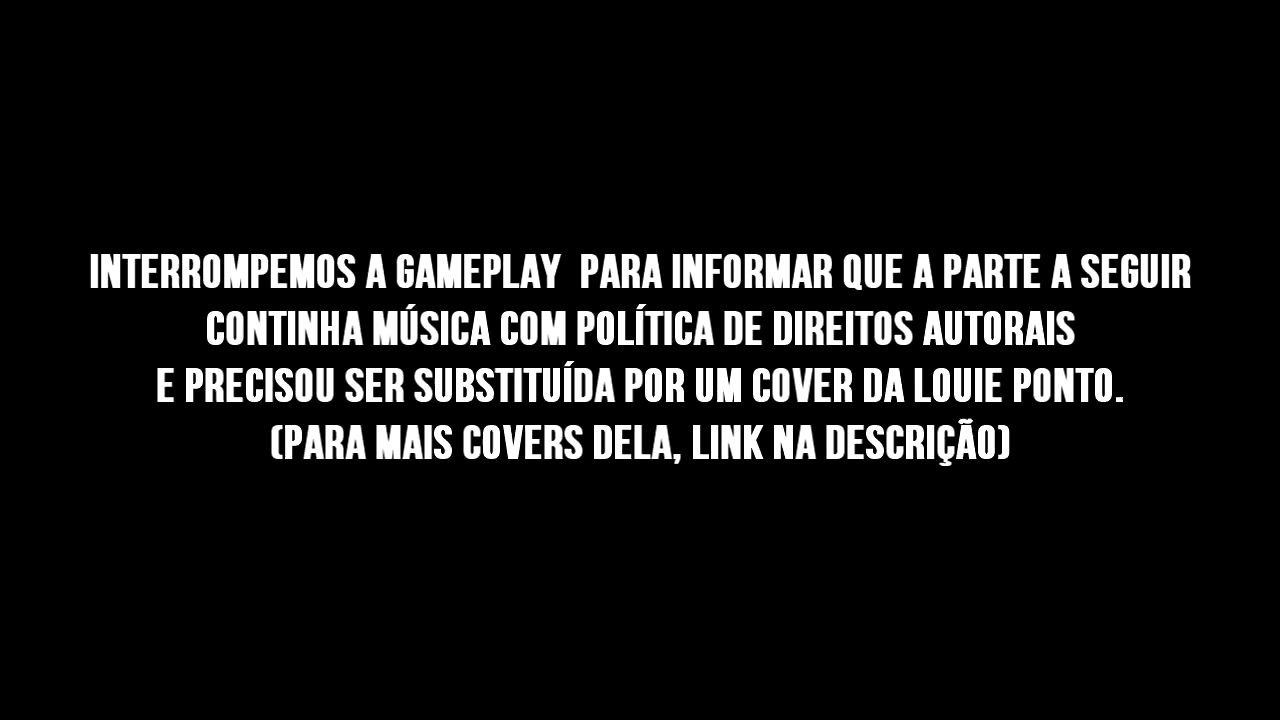 INTERROMPEMOS A GAMEPLAY  PARA INFORMAR QUE A PARTE A SEGUIR
CONTINHA MÚSICA COM POLÍTICA DE DIREITOS AUTORAIS
E PRECISOU SER SUBSTITUÍDA POR UM COVER DA LOUIE PONTO.
(PARA MAIS COVERS DELA, LINK NA DESCRIÇÃO)